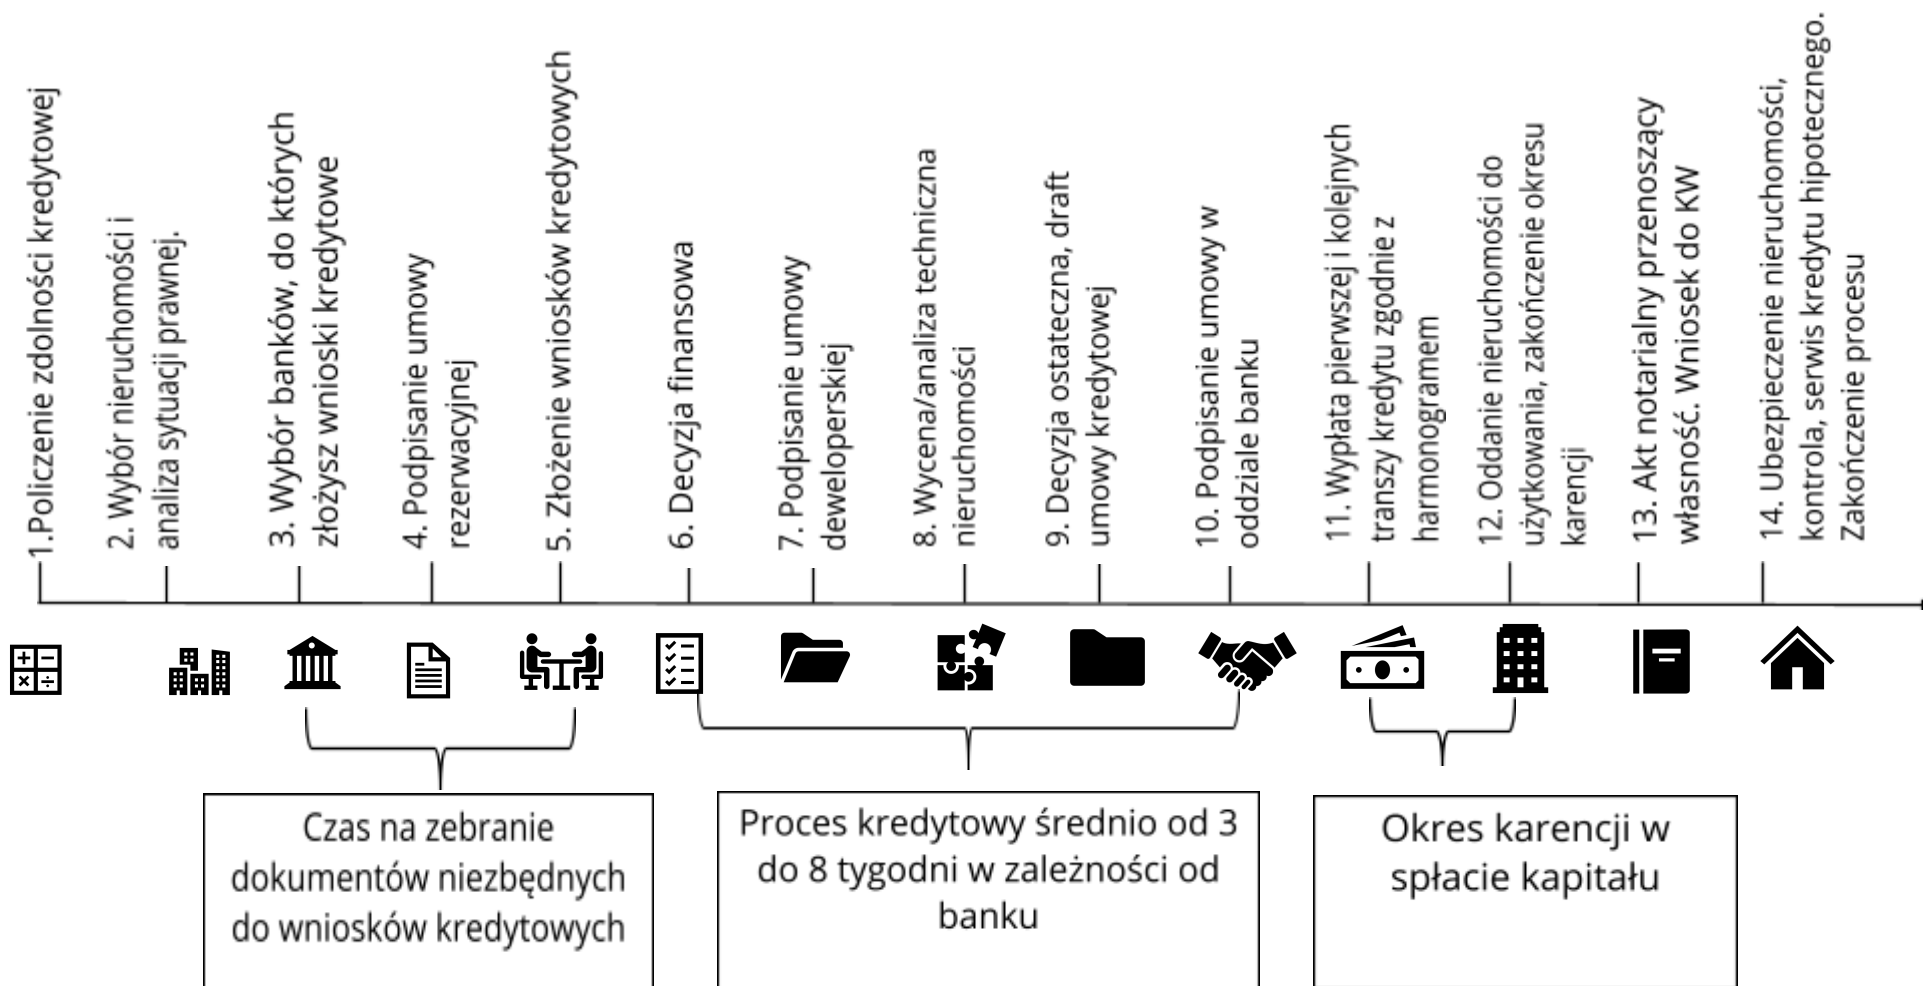 1.Policzenie zdolności kredytowej
2. Wybór nieruchomości i
analiza sytuacji prawnej.
3. Wybór banków, do których
złożysz wnioski kredytowe
4. Podpisanie umowy
rezerwacyjnej
5. Złożenie wniosków kredytowych
6. Decyzja finansowa
7. Podpisanie umowy
deweloperskiej
8. Wycena/analiza techniczna
nieruchomości
9. Decyzja ostateczna, draft
umowy kredytowej
10. Podpisanie umowy w
oddziale banku
11. Wypłata pierwszej i kolejnych
transzy kredytu zgodnie z
harmonogramem
12. Oddanie nieruchomości do
użytkowania, zakończenie okresu
karencji
13. Akt notarialny przenoszący
własność. Wniosek do KW
14. Ubezpieczenie nieruchomości,
kontrola, serwis kredytu hipotecznego.
Zakończenie procesu
Czas na zebranie
dokumentów niezbędnych
do wniosków kredytowych
Proces kredytowy średnio od 3
do 8 tygodni w zależności od
banku
Okres karencji w
spłacie kapitału